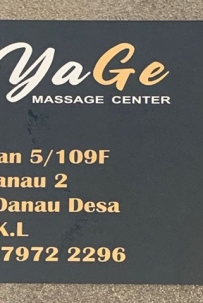 YaGe
MASSAGE CENTER
an 5/109F
anau 2
Danau Desa
K.L
7972 2296